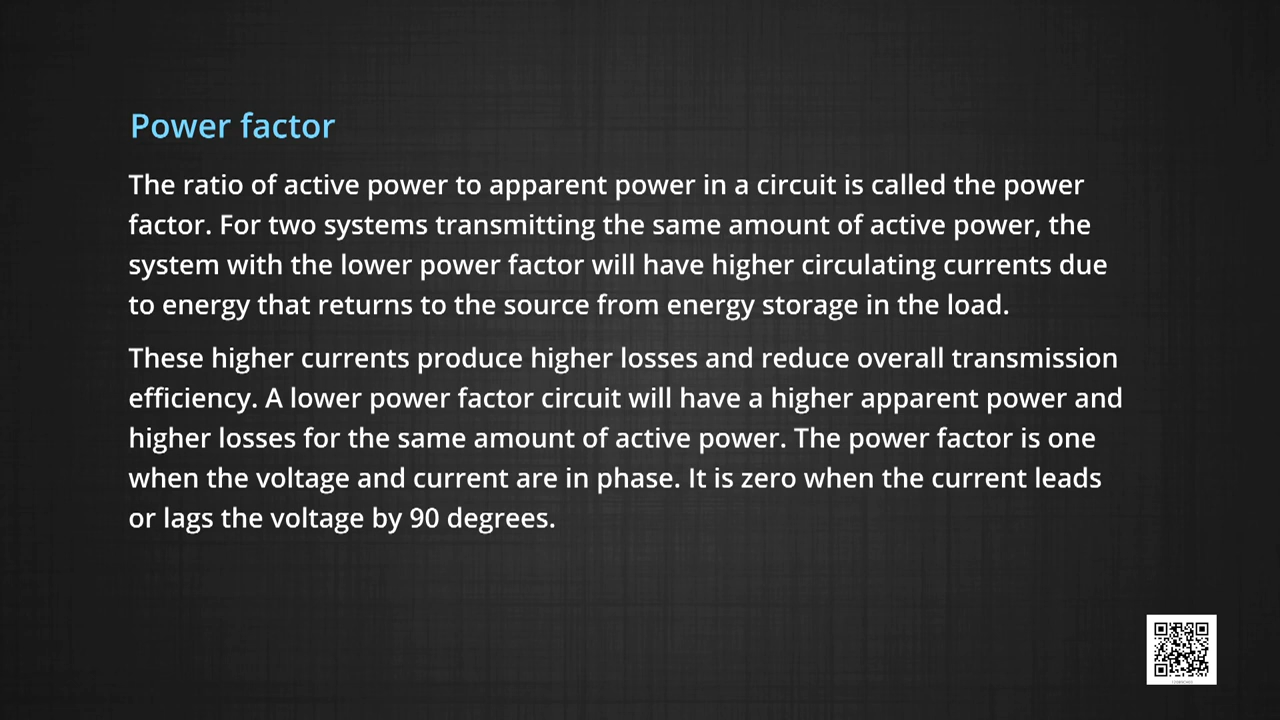 Power factor
The ratio of active power to apparent power in a circuit is called the power
factor. For two systems transmitting the same amount of active power, the
system with the lower power factor will have higher circulating currents due
to energy that returns to the source from energy storage in the load.
These higher currents produce higher losses and reduce overall transmission
efficiency. A lower power factor circuit will have a higher apparent power and
higher losses for the same amount of active power. The power factor is one
when the voltage and current are in phase. It is zero when the current leads
or lags the voltage by 90 degrees.